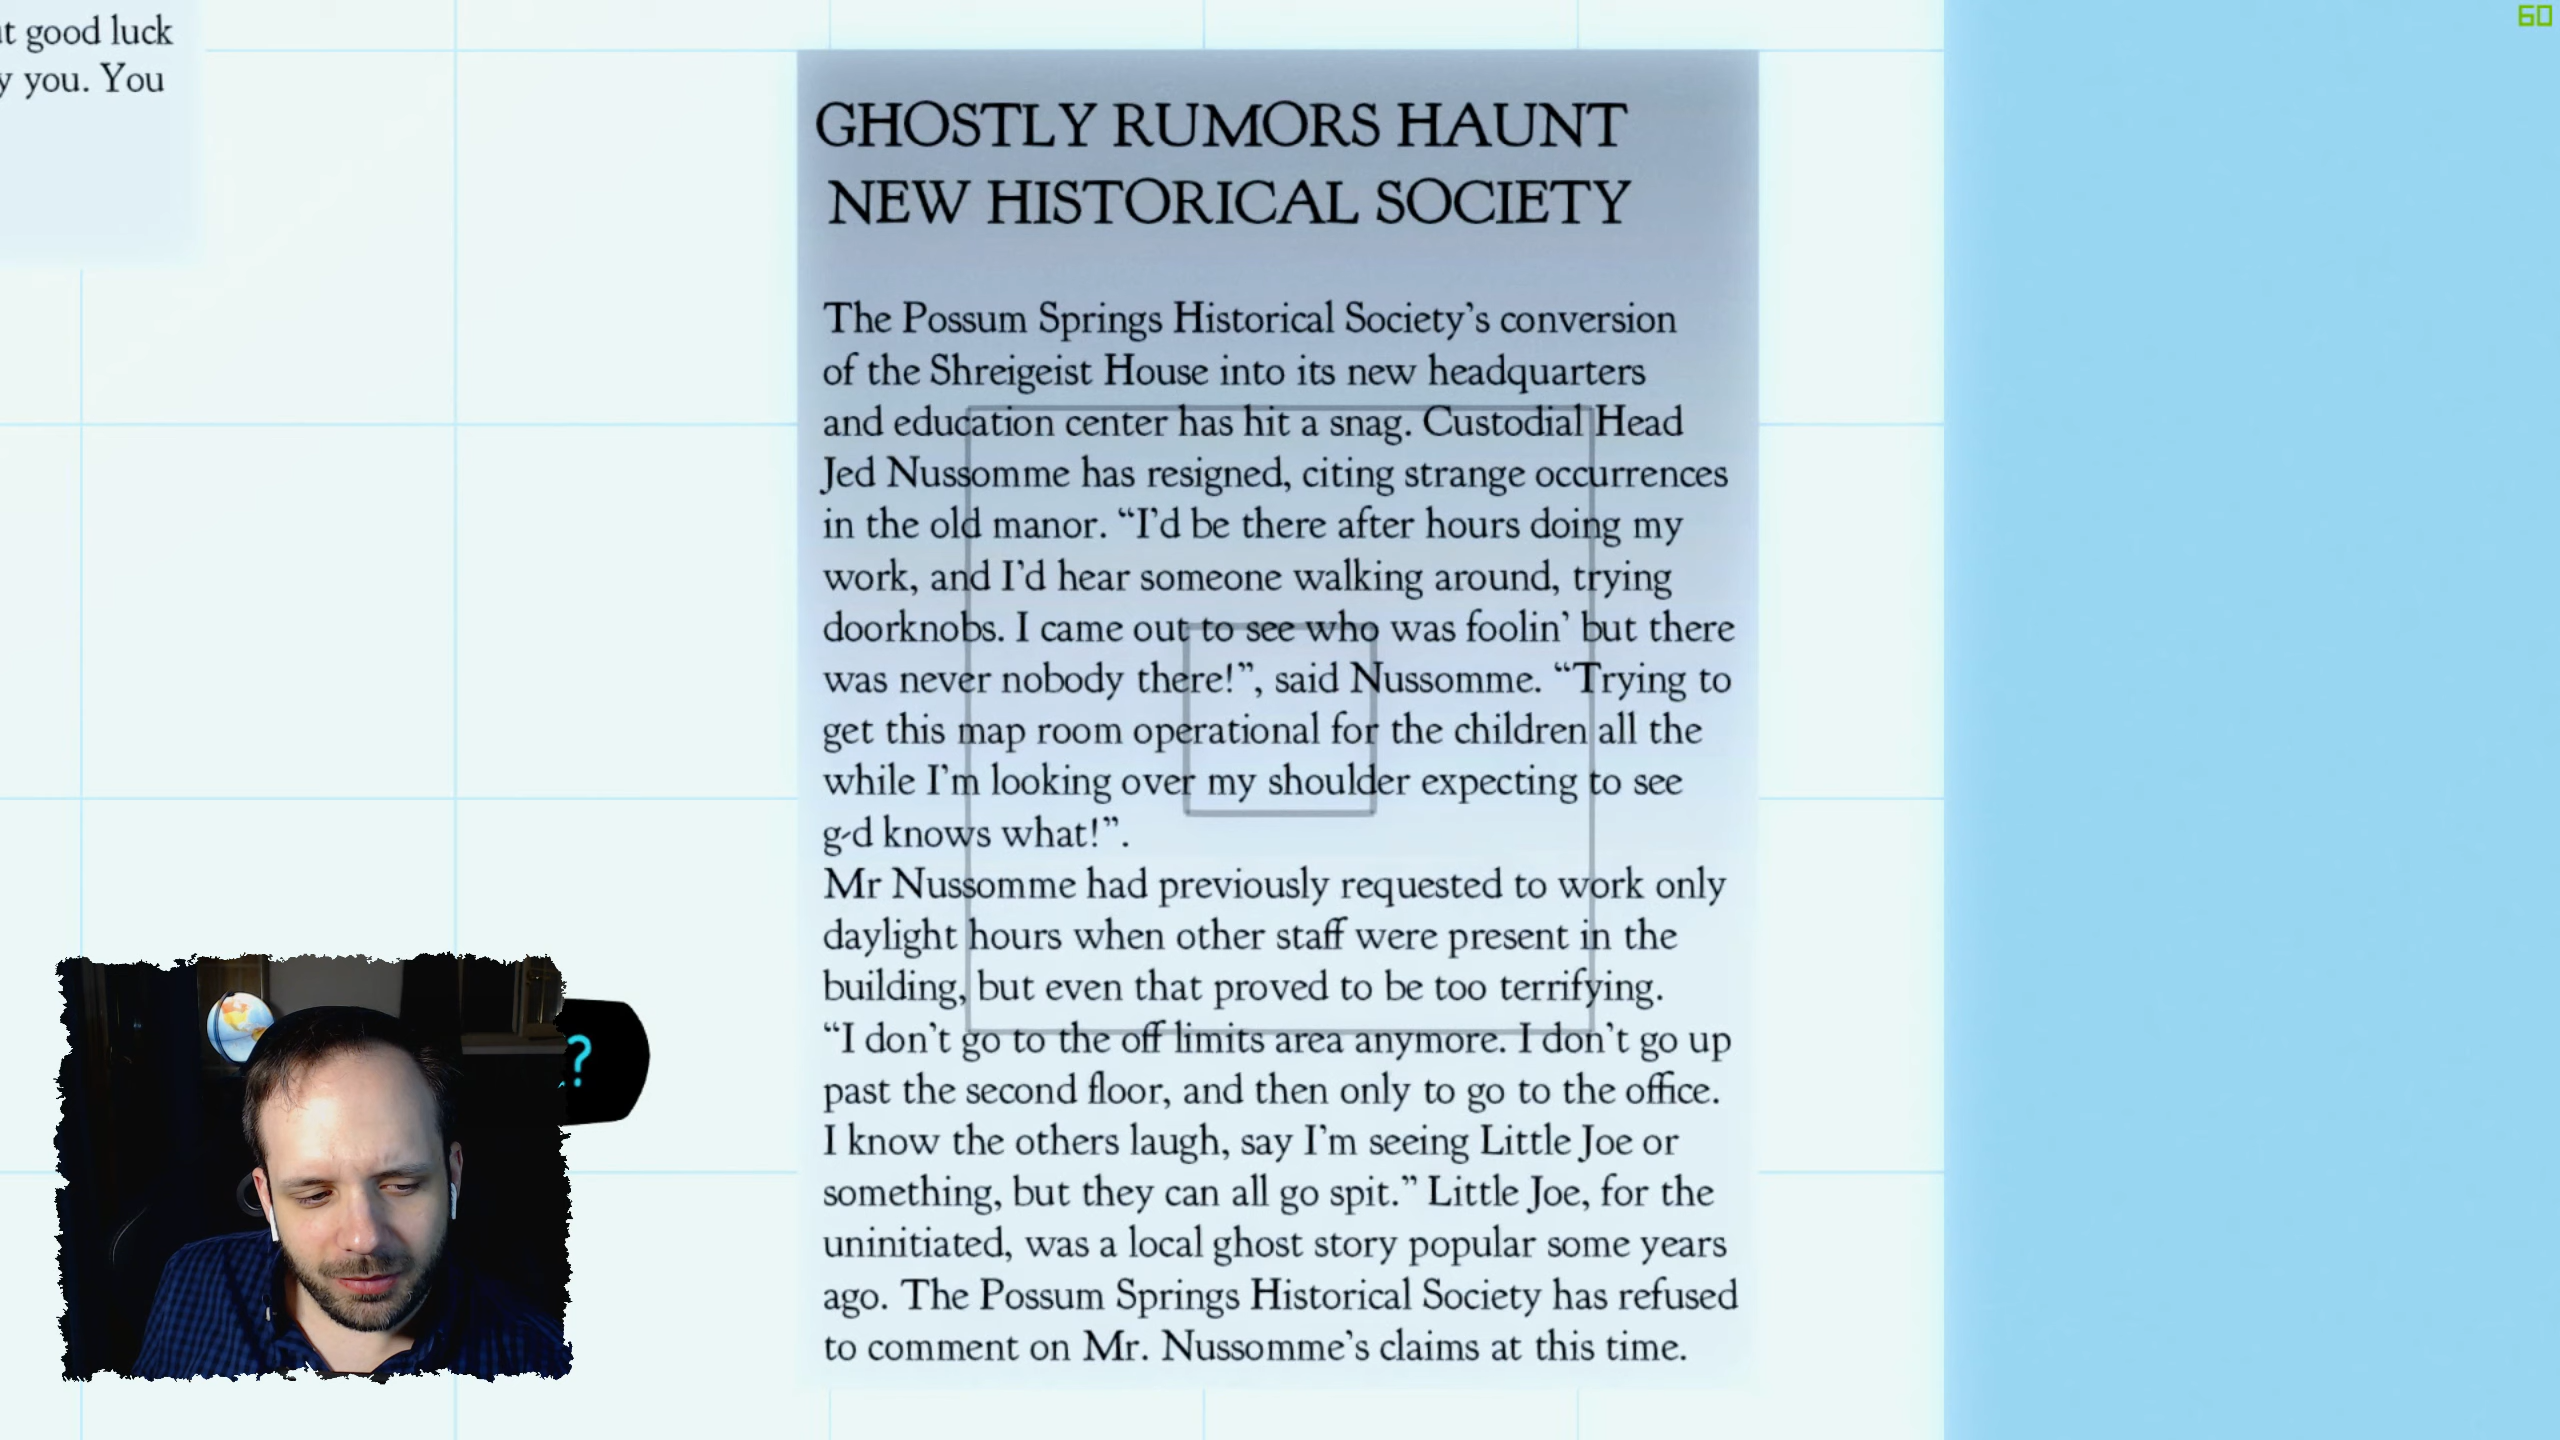 t good luck
y you. You
60
GHOSTLY RUMORS HAUNT
NEW HISTORICAL SOCIETY
The Possum Springs Historical Society’s conversion
of the Shreigeist House into its new headquarters
and education center has hit a snag. Custodial Head
Jed Nussomme has resigned, citing strange occurrences
in the old manor. “I’d be there after hours doing my
work, and I’d hear someone walking around, trying
doorknobs. I came out to see who was foolin’ but there
was never nobody there!”, said Nussomme. “Trying to
get this map room operational for the children all the
while I’m looking over my shoulder expecting to see
g-d knows what!”.
Mr Nussomme had previously requested to work only
daylight hours when other staff were present in the
building, but even that proved to be too terrifying.
“I don’t go to the off limits area anymore. I don’t go up
past the second floor, and then only to go to the office.
I know the others laugh, say I’m seeing Little Joe or
something, but they can all go spit.” Little Joe, for the
uninitiated, was a local ghost story popular some years
ago. The Possum Springs Historical Society has refused
to comment on Mr. Nussomme’s claims at this time.
?